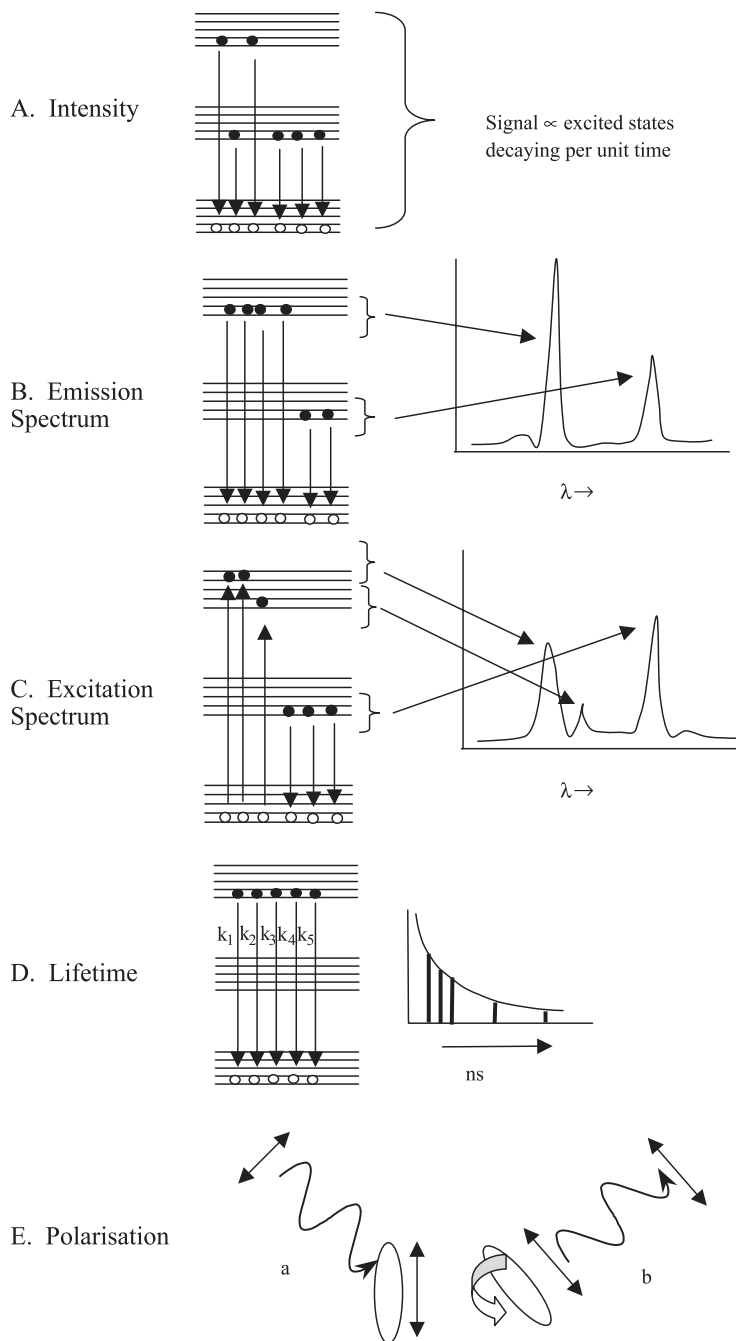 A. Intensity
Signal ∝ excited states
decaying per unit time
B. Emission
Spectrum
λ→
C. Excitation
Spectrum
λ→
k₁ k₂ k₃ k₄ k₅
D. Lifetime
ns
E. Polarisation
a
b